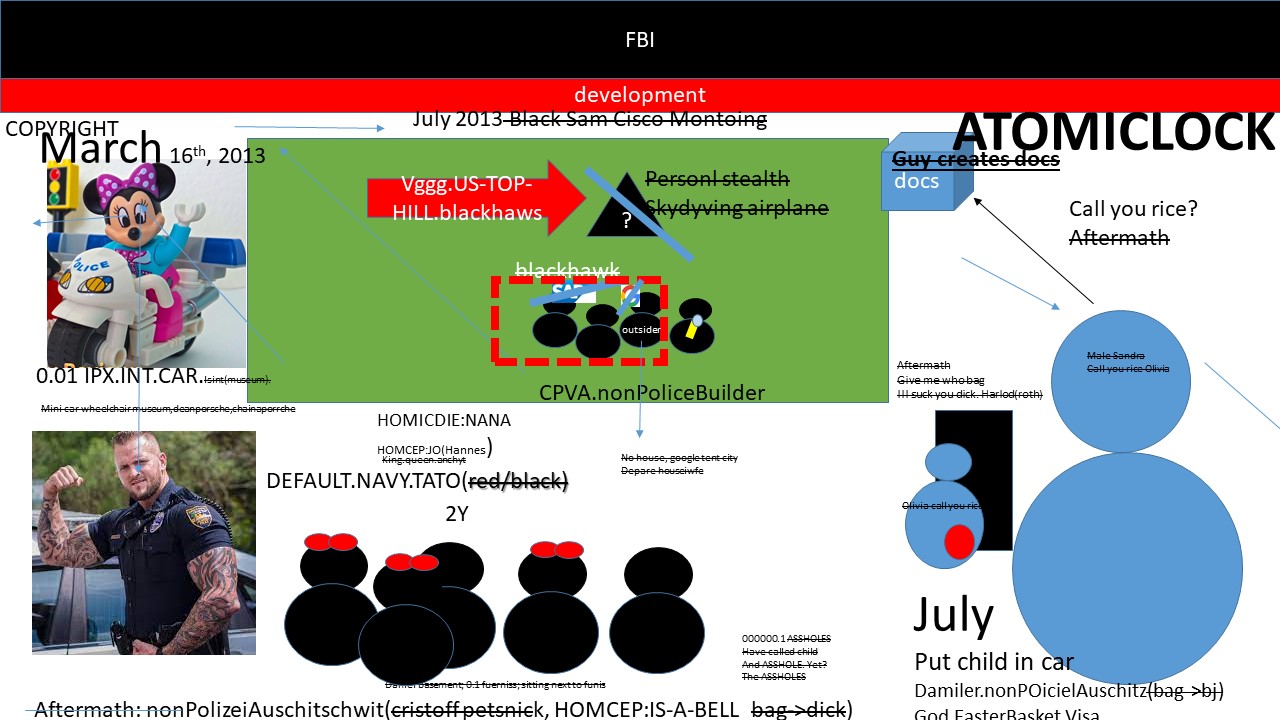 FBI
development
COPYRIGHT
March 16th, 2013
July 2013 Black Sam Cisco Montoing
ATOMICLOCK
Guy creates docs
docs
Vggg.US-TOP-
HILL.blackhaws
?
Personl stealth
Skydyving airplane
Call you rice?
Aftermath
POLICE
blackhawk
SAP
outsider
CPVA.nonPoliceBuilder
0.01 IPX.INT.CAR.Isint(museum).
Mini car wheelchair museum,deanporsche,chainaporrche
Aftermath
Give me who bag
Ill suck you dick. Harlod(roth)
Male Sandra
Call you rice Olivia
HOMICDIE:NANA
HOMCEP:JO(Hannes)
King.queen.archyt
DEFAULT.NAVY.TATO(red/black)
2Y
No house, google tent city
Depare houseiwfe
Olivia call you rice
July
Put child in car
Damiler.nonPOicielAuschitz(bag->bj)
God EasterBasket Visa
000000.1 ASSHOLES
Have called child
And ASSHOLE. Yet?
The ASSHOLES
basement; 0.1 fuerniss; sitting next to funis
Aftermath: nonPolizeiAuschitschwit(cristoff petsnick, HOMCEP:IS-A-BELL bag->dick)